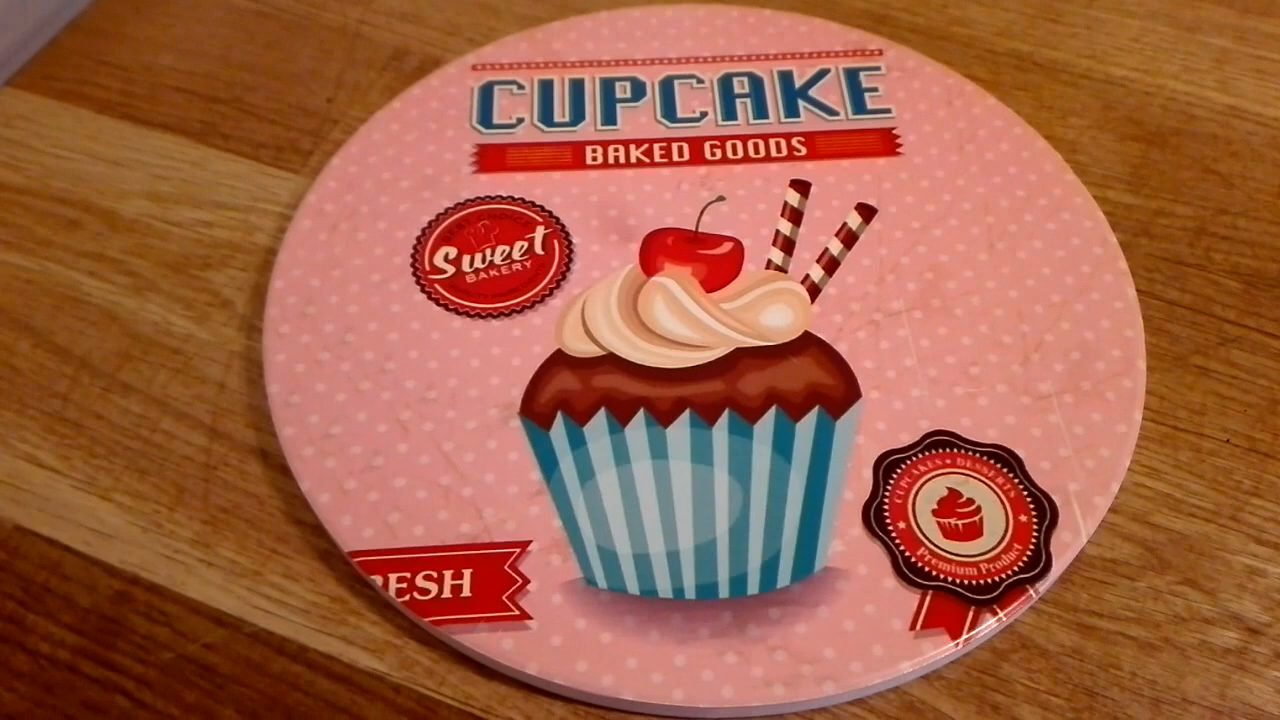 CUPCAKE
BAKED GOODS
Sweet
BAKERY
RESH
CUPCAKES • DESSERTS
Premium Product